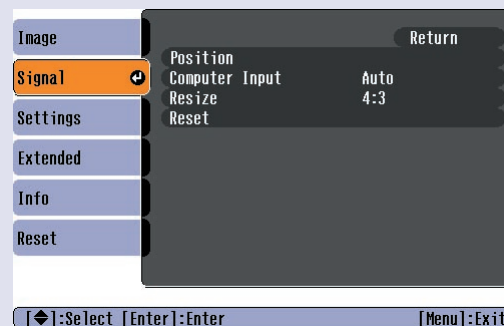 Image
Signal
Settings
Extended
Info
Reset
Return
Position
Computer Input Auto
Resize 4:3
Reset
[◆]:Select [Enter]:Enter [Menu]:Exit